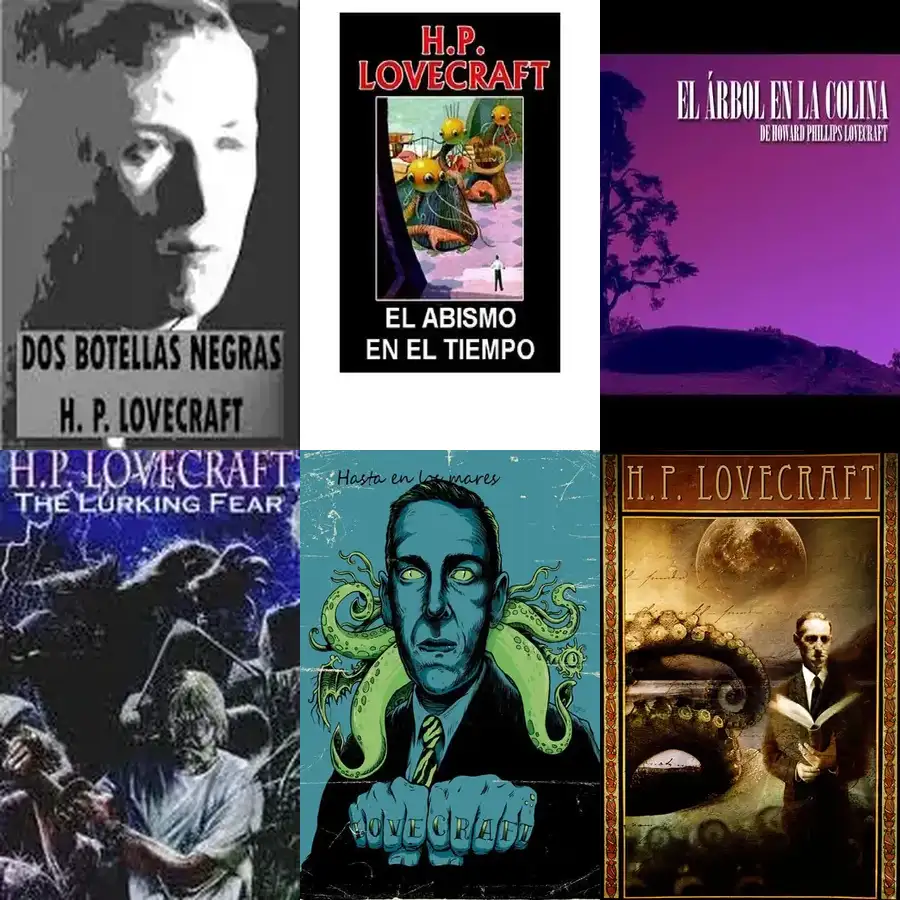 DOS BOTELLAS NEGRAS
H. P. LOVECRAFT
H.P.
LOVECRAFT
EL ABISMO
EN EL TIEMPO
EL ÁRBOL EN LA COLINA
DE HOWARD PHILLIPS LOVECRAFT
H.P. LOVECRAFT
THE LURKING FEAR
Hasta en los mares
LOVECRAFT
H.P. LOVECRAFT